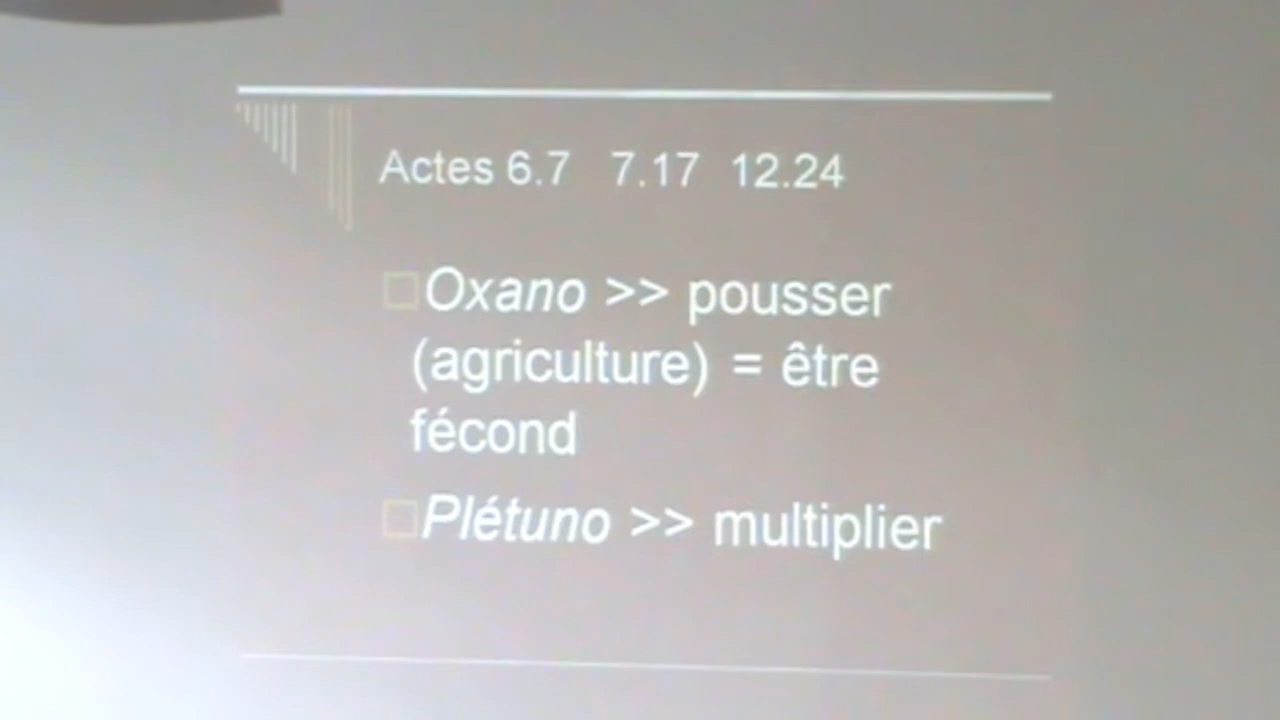 Actes 6.7 7.17 12.24
Oxano >> pousser
(agriculture) = être
fécond
Plétuno >> multiplier